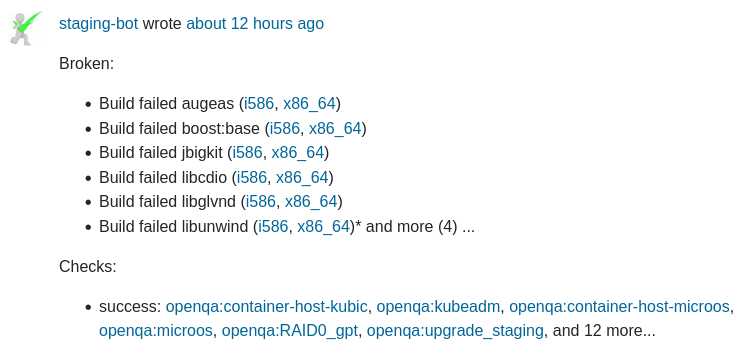 staging-bot wrote about 12 hours ago
Broken:
• Build failed augeas (i586, x86_64)
• Build failed boost:base (i586, x86_64)
• Build failed jbigkit (i586, x86_64)
• Build failed libcdio (i586, x86_64)
• Build failed libglvnd (i586, x86_64)
• Build failed libunwind (i586, x86_64)* and more (4) ...
Checks:
• success: openqa:container-host-kubic, openqa:kubeadm, openqa:container-host-microos,
openqa:microos, openqa:RAID0_gpt, openqa:upgrade_staging, and 12 more...